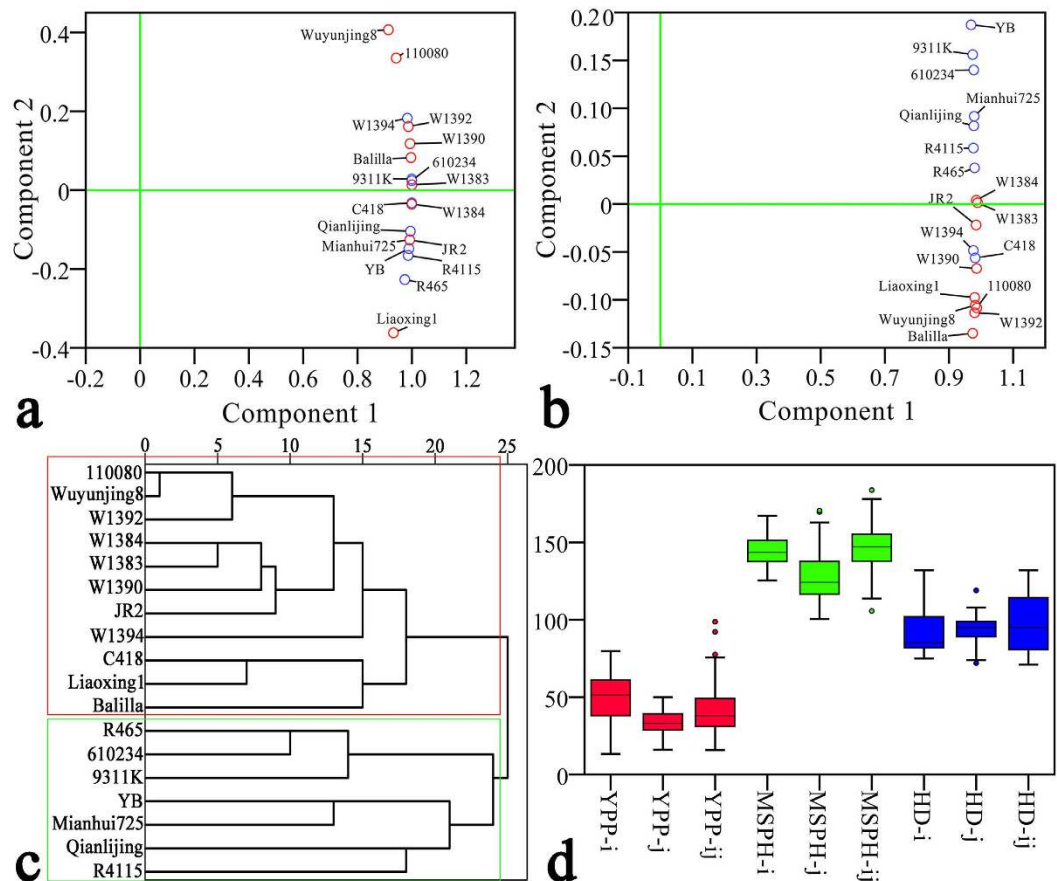 0.4
0.2
0
-0.2
-0.4
Component 2
Wuyunjing8
110080
W1394
W1392
W1390
Balilla
610234
9311K
W1383
C418
W1384
Qianlijing
Mianhui725
JR2
YB
R4115
R465
Liaoxing1
-0.2 0 0.2 0.4 0.6 0.8 1.0 1.2
Component 1
a
0.20
0.15
0.10
0.05
0
-0.05
-0.10
-0.15
Component 2
YB
9311K
610234
Mianhui725
Qianlijing
R4115
R465
W1384
JR2
W1383
W1394
C418
W1390
Liaoxing1
110080
Wuyunjing8
W1392
Balilla
-0.1 0.1 0.3 0.5 0.7 0.9 1.1
Component 1
b
0 5 10 15 20 25
110080
Wuyunjing8
W1392
W1384
W1383
W1390
JR2
W1394
C418
Liaoxing1
Balilla
R465
610234
9311K
YB
Mianhui725
Qianlijing
R4115
c
200
150
100
50
0
YPP-i
YPP-j
YPP-ij
MSPH-i
MSPH-j
MSPH-ij
HD-i
HD-j
HD-ij
d